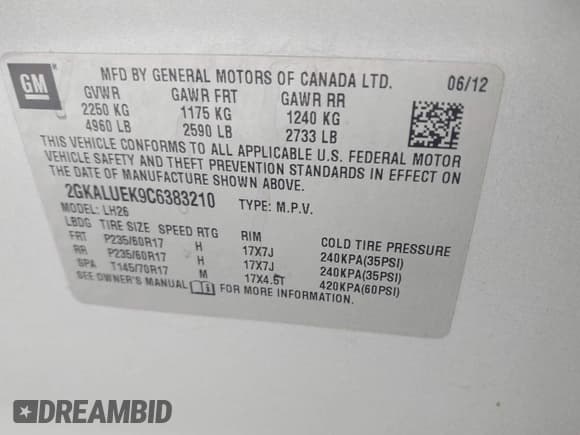 GM
MFD BY GENERAL MOTORS OF CANADA LTD. 06/12
GVWR GAWR FRT GAWR RR
2250 KG 1175 KG 1240 KG
4960 LB 2590 LB 2733 LB
THIS VEHICLE CONFORMS TO ALL APPLICABLE U.S. FEDERAL MOTOR
VEHICLE SAFETY AND THEFT PREVENTION STANDARDS IN EFFECT ON
THE DATE OF MANUFACTURE SHOWN ABOVE.
2GKALUEK9C6383210 TYPE: M.P.V.
MODEL: LH26
LBDG TIRE SIZE SPEED RTG RIM COLD TIRE PRESSURE
FRT P235/60R17 H 17X7J 240KPA(35PSI)
RR P235/60R17 H 17X7J 240KPA(35PSI)
SPA T145/70R17 M 17X4.5T 420KPA(60PSI)
SEE OWNER'S MANUAL FOR MORE INFORMATION.
DREAMBID